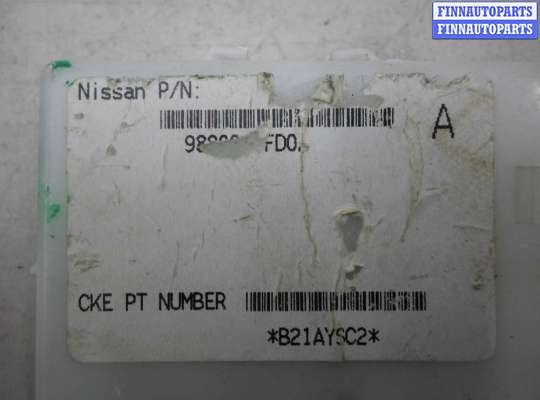 FINNAUTOPARTS
FINNAUTOPARTS
Nissan P/N:
A
CKE PT NUMBER
*B21AYSC2*